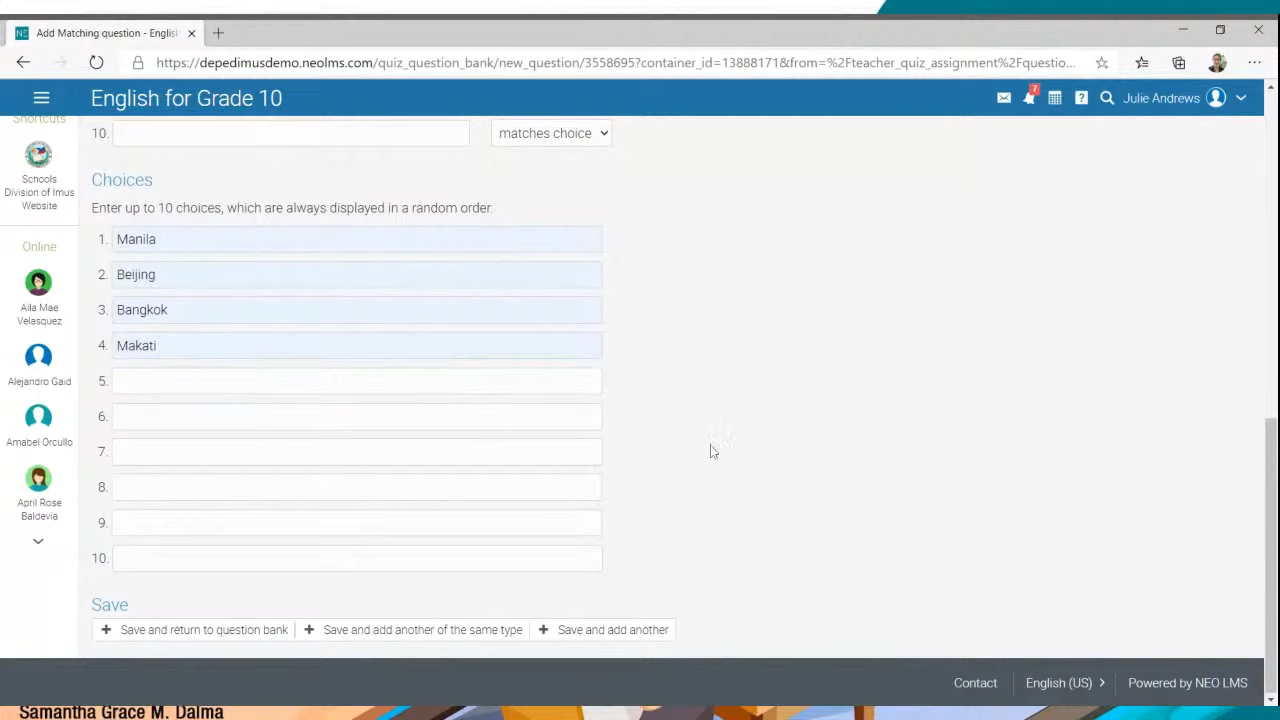 Add Matching question - Englis
https://depedimusdemo.neolms.com/quiz_question_bank/new_question/3558695?container_id=13888171&from=%2Fteacher_quiz_assignment%2Fquestio...
English for Grade 10
7
Julie Andrews
Shortcuts
Schools
Division of Imus
Website
Online
Aila Mae
Velasquez
Alejandro Gaid
Amabel Orcullo
April Rose
Baldevia
10.
matches choice
Choices
Enter up to 10 choices, which are always displayed in a random order.
1. Manila
2. Beijing
3. Bangkok
4. Makati
5.
6.
7.
8.
9.
10.
Save
Save and return to question bank
Save and add another of the same type
Save and add another
Contact
English (US)
Powered by NEO LMS
Samantha Grace M. Dalma